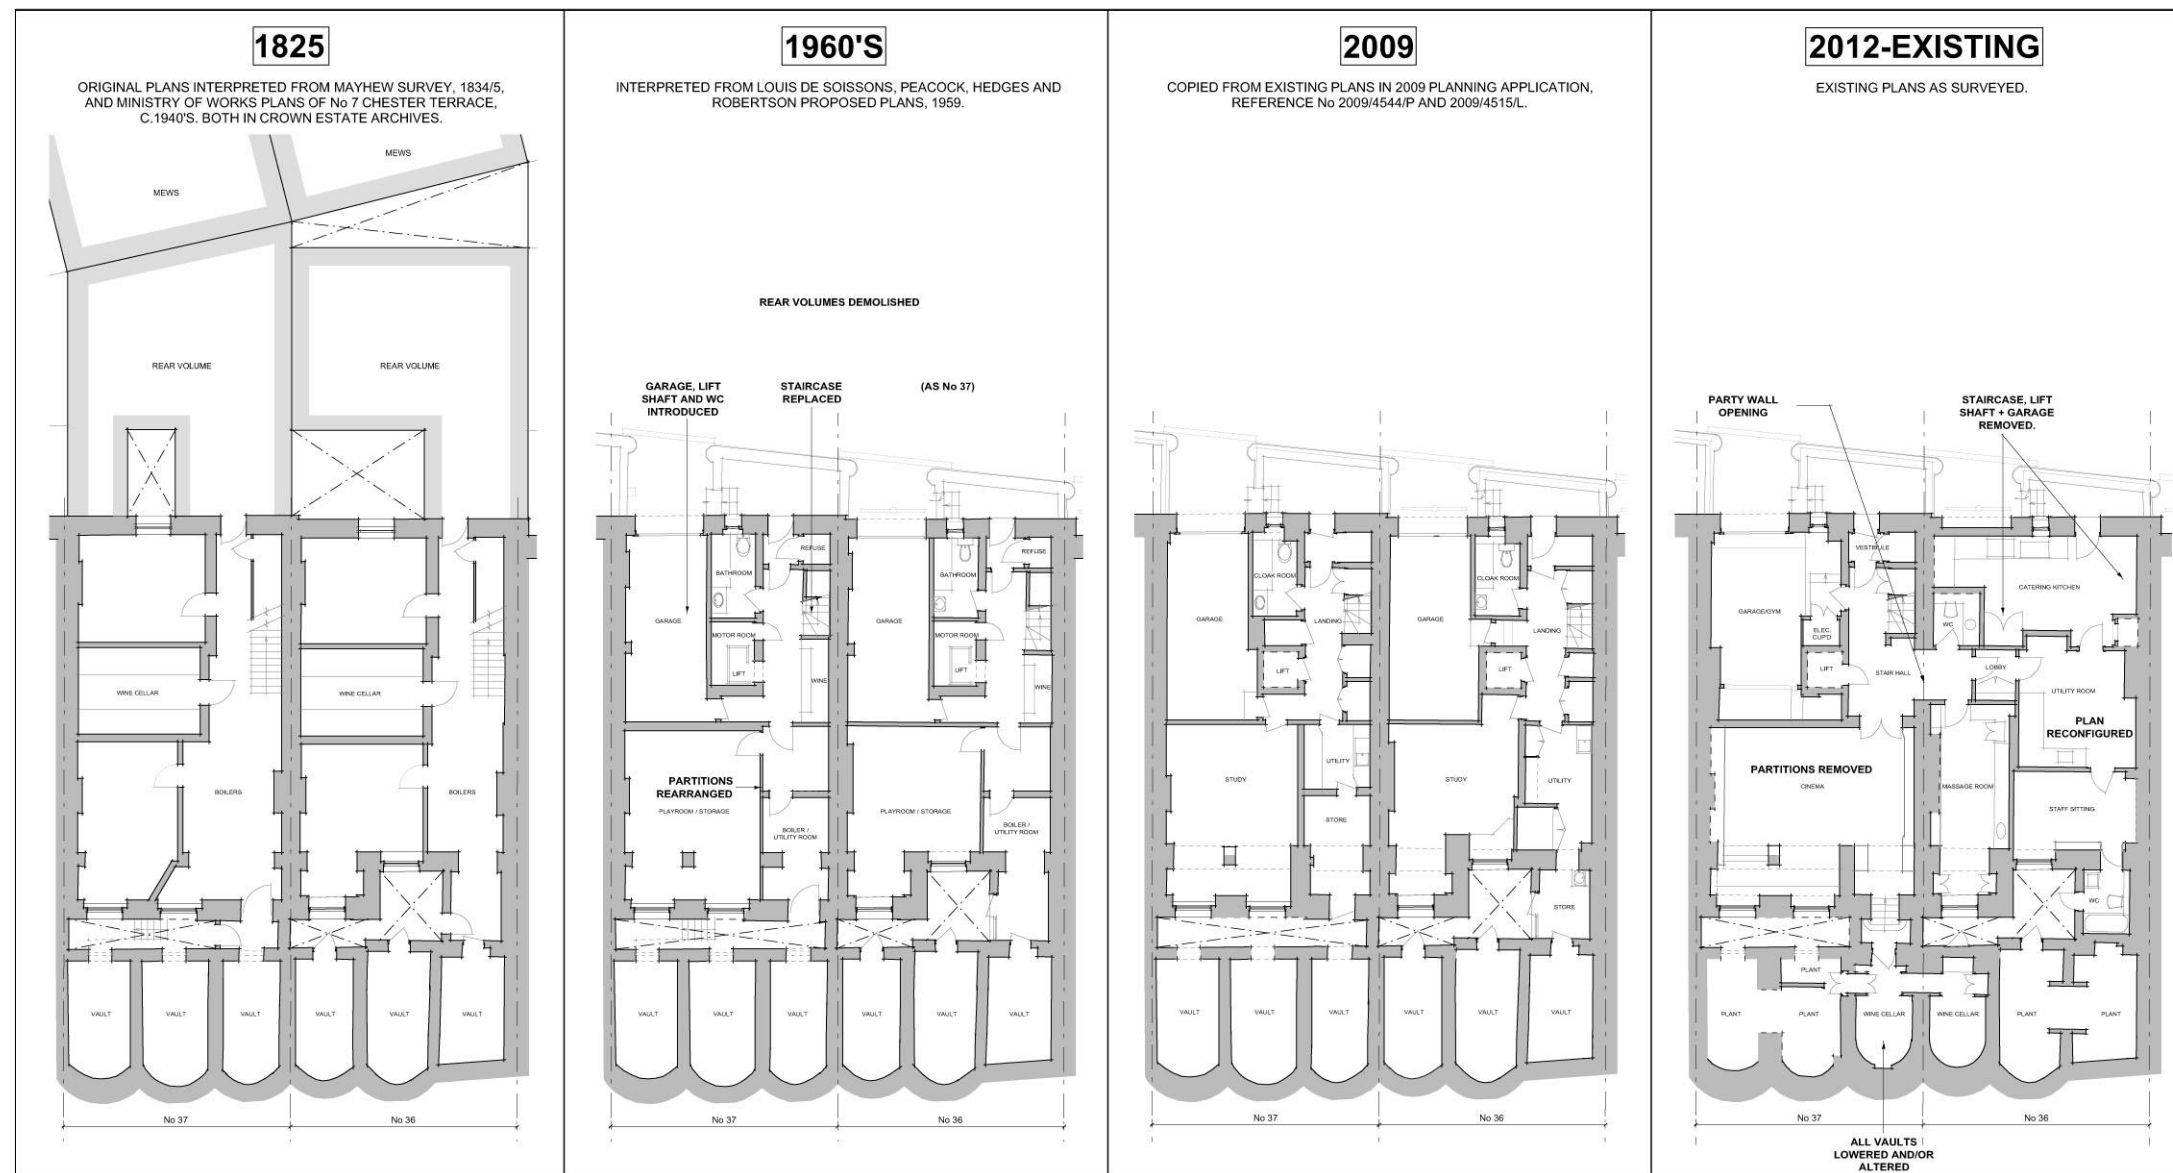 1825
ORIGINAL PLANS INTERPRETED FROM MAYHEW SURVEY, 1834/5,
AND MINISTRY OF WORKS PLANS OF No 7 CHESTER TERRACE,
C.1940'S. BOTH IN CROWN ESTATE ARCHIVES.
MEWS
MEWS
REAR VOLUME
REAR VOLUME
WINE CELLAR
WINE CELLAR
BOILERS
BOILERS
VAULT
VAULT
VAULT
VAULT
VAULT
VAULT
No 37
No 36
1960'S
INTERPRETED FROM LOUIS DE SOISSONS, PEACOCK, HEDGES AND
ROBERTSON PROPOSED PLANS, 1959.
REAR VOLUMES DEMOLISHED
GARAGE, LIFT
SHAFT AND WC
INTRODUCED
STAIRCASE
REPLACED
(AS No 37)
REFUSE
REFUSE
BATHROOM
BATHROOM
GARAGE
GARAGE
MOTOR ROOM
MOTOR ROOM
LIFT
LIFT
WINE
WINE
PARTITIONS
REARRANGED
PLAYROOM / STORAGE
PLAYROOM / STORAGE
BOILER /
UTILITY ROOM
BOILER /
UTILITY ROOM
VAULT
VAULT
VAULT
VAULT
VAULT
VAULT
No 37
No 36
2009
COPIED FROM EXISTING PLANS IN 2009 PLANNING APPLICATION,
REFERENCE No 2009/4544/P AND 2009/4515/L.
CLOAK ROOM
CLOAK ROOM
GARAGE
GARAGE
LANDING
LANDING
LIFT
LIFT
STUDY
STUDY
UTILITY
UTILITY
STORE
STORE
VAULT
VAULT
VAULT
VAULT
VAULT
VAULT
No 37
No 36
2012-EXISTING
EXISTING PLANS AS SURVEYED.
PARTY WALL
OPENING
STAIRCASE, LIFT
SHAFT + GARAGE
REMOVED.
VESTIBULE
CATERING KITCHEN
GARAGE/GYM
ELEC.
CUP'D
WC
LIFT
STAIR HALL
LOBBY
UTILITY ROOM
PLAN
RECONFIGURED
PARTITIONS REMOVED
CINEMA
MASSAGE ROOM
STAFF SITTING
WC
PLANT
PLANT
PLANT
WINE CELLAR
WINE CELLAR
PLANT
PLANT
No 37
No 36
ALL VAULTS
LOWERED AND/OR
ALTERED